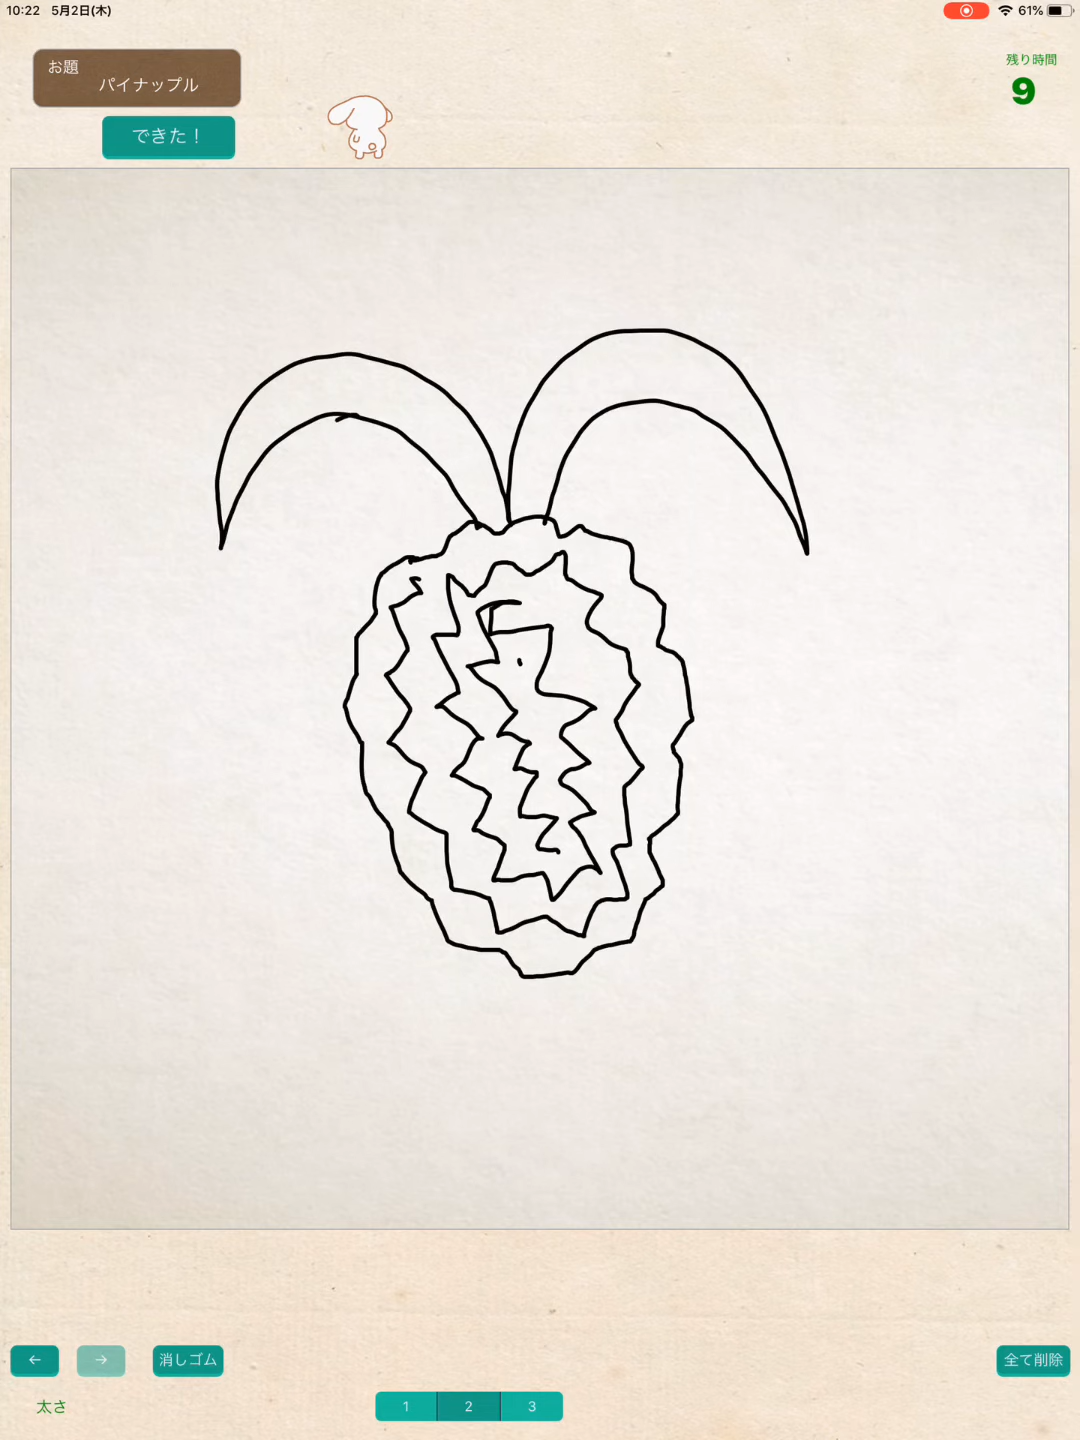 10:22 5月2日(木)
61%
お題
パイナップル
残り時間
9
できた！
← → 消しゴム
全て削除
太さ
1 2 3